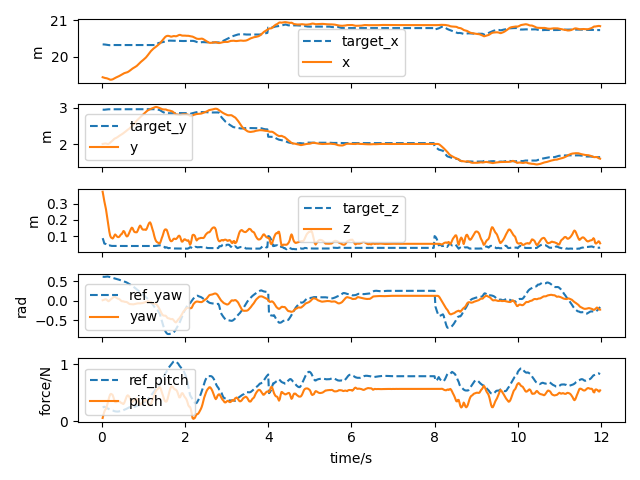 21
20
m
target_x
x
3
2
m
target_y
y
0.3
0.2
0.1
m
target_z
z
0.5
0.0
−0.5
rad
ref_yaw
yaw
1
0
force/N
ref_pitch
pitch
0 2 4 6 8 10 12
time/s